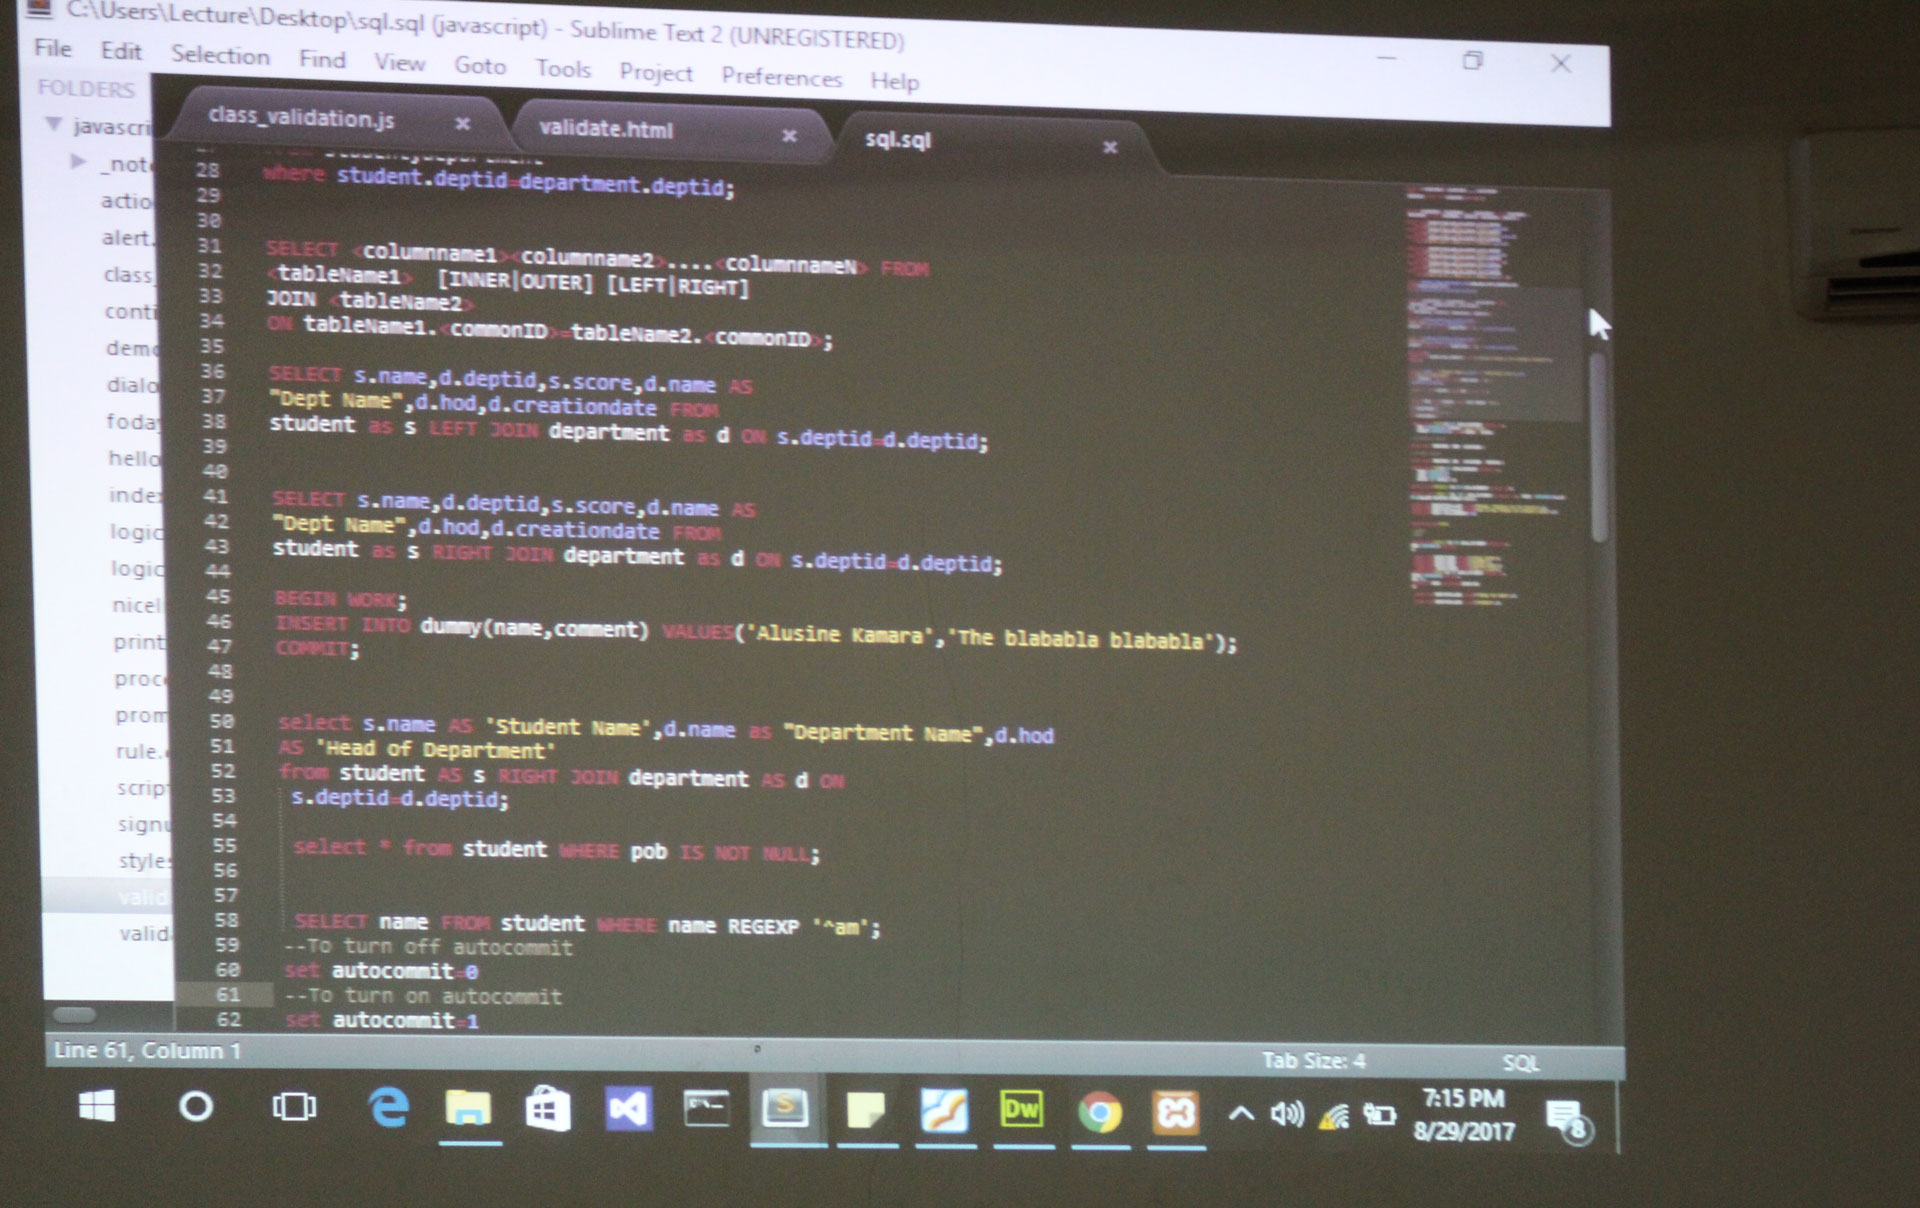 C:\Users\Lecture\Desktop\sql.sql (javascript) - Sublime Text 2 (UNREGISTERED)
File Edit Selection Find View Goto Tools Project Preferences Help
FOLDERS
javascri
_note
actio
alert.
class_
conti
demo
dialo
foday
hello
index
logic
logic
nicel
print
proce
prom
rule.
script
signu
styles
valid
valid
class_validation.js ×
validate.html ×
sql.sql ×
28 where student.deptid=department.deptid;
29
30
31 SELECT <columnname1><columnname2>....<columnnameN> FROM
32 <tableName1> [INNER|OUTER] [LEFT|RIGHT]
33 JOIN <tableName2>
34 ON tableName1.<commonID>=tableName2.<commonID>;
35
36 SELECT s.name,d.deptid,s.score,d.name AS
37 "Dept Name",d.hod,d.creationdate FROM
38 student as s LEFT JOIN department as d ON s.deptid=d.deptid;
39
40
41 SELECT s.name,d.deptid,s.score,d.name AS
42 "Dept Name",d.hod,d.creationdate FROM
43 student as s RIGHT JOIN department as d ON s.deptid=d.deptid;
44
45 BEGIN WORK;
46 INSERT INTO dummy(name,comment) VALUES('Alusine Kamara','The blababla blababla');
47 COMMIT;
48
49
50 select s.name AS 'Student Name',d.name as "Department Name",d.hod
51 AS 'Head of Department'
52 from student AS s RIGHT JOIN department AS d ON
53 s.deptid=d.deptid;
54
55 select * from student WHERE pob IS NOT NULL;
56
57
58 SELECT name FROM student WHERE name REGEXP '^am';
59 --To turn off autocommit
60 set autocommit=0
61 --To turn on autocommit
62 set autocommit=1
Line 61, Column 1
Tab Size: 4
SQL
Dw
7:15 PM
8/29/2017
8